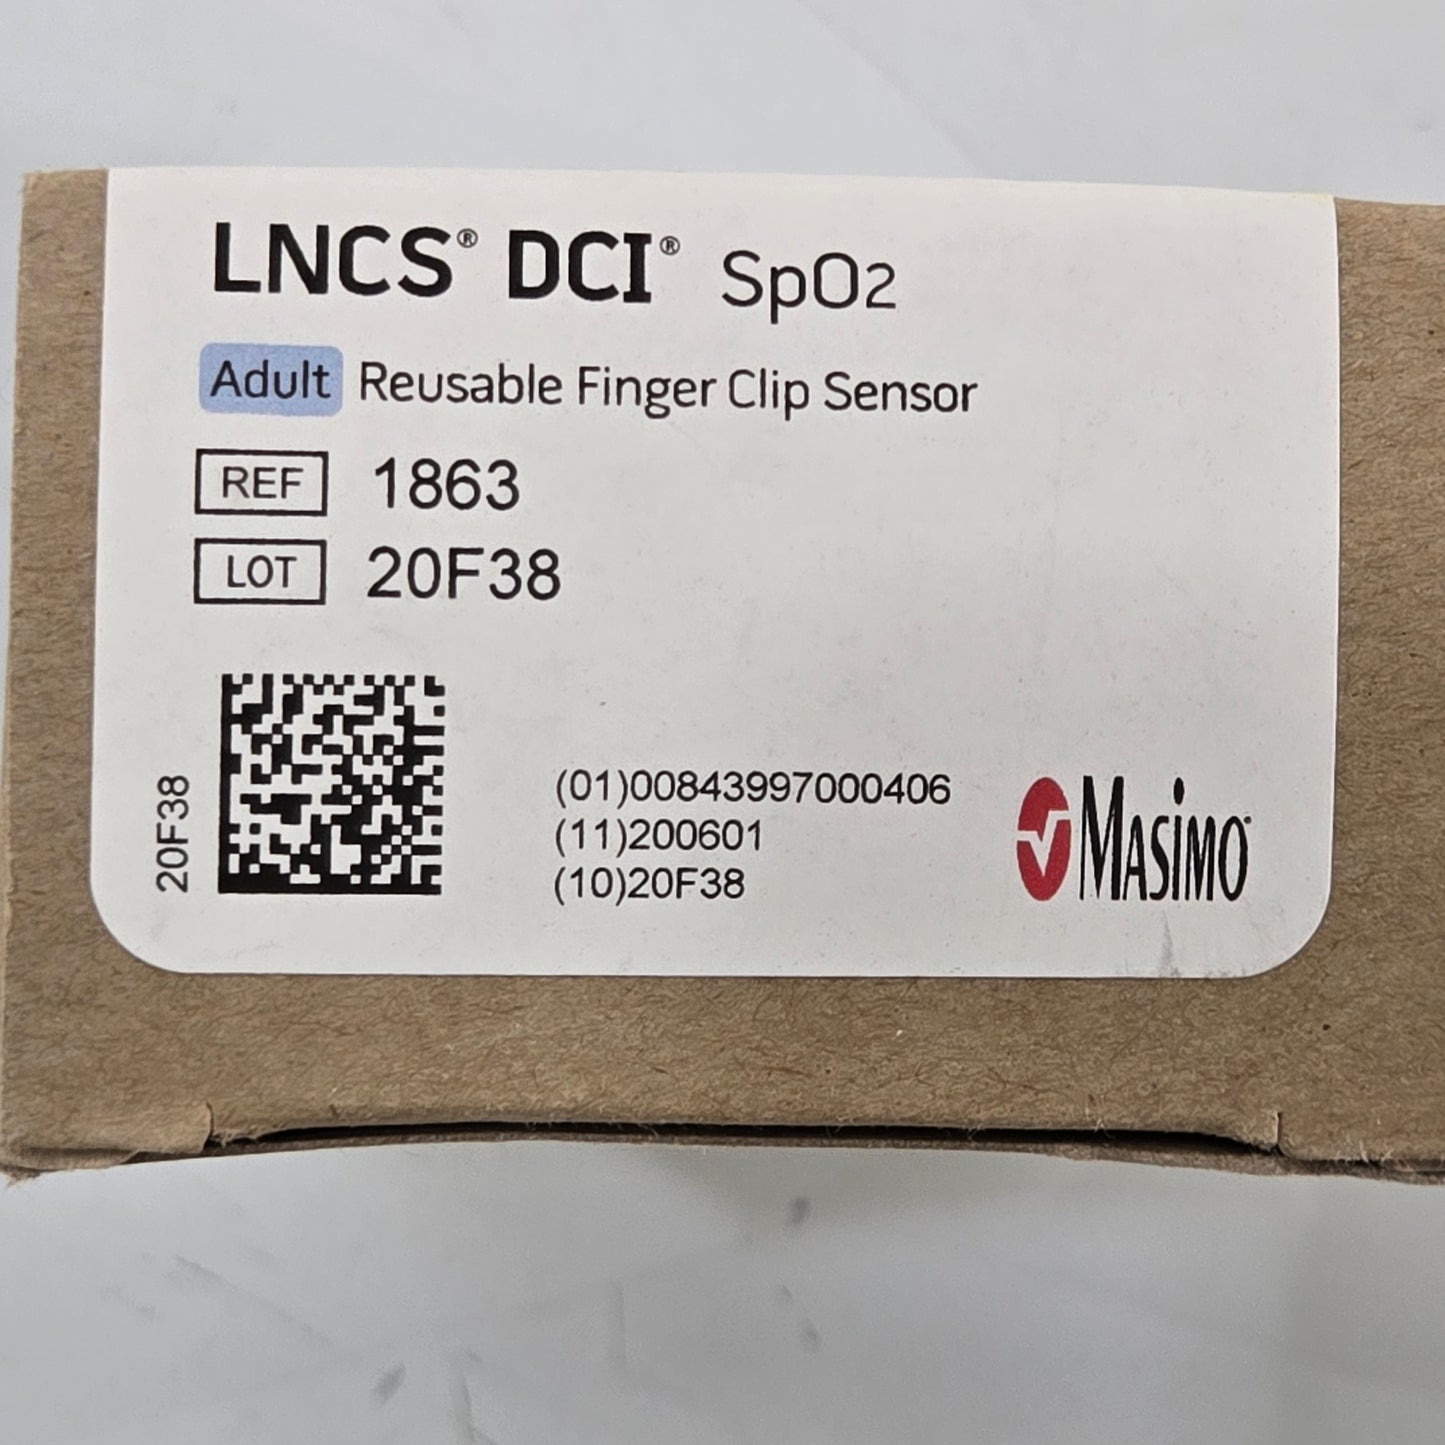 LNCS® DCI® SpO2
Adult Reusable Finger Clip Sensor
REF 1863
LOT 20F38
20F38
(01)00843997000406
(11)200601
(10)20F38
Masimo